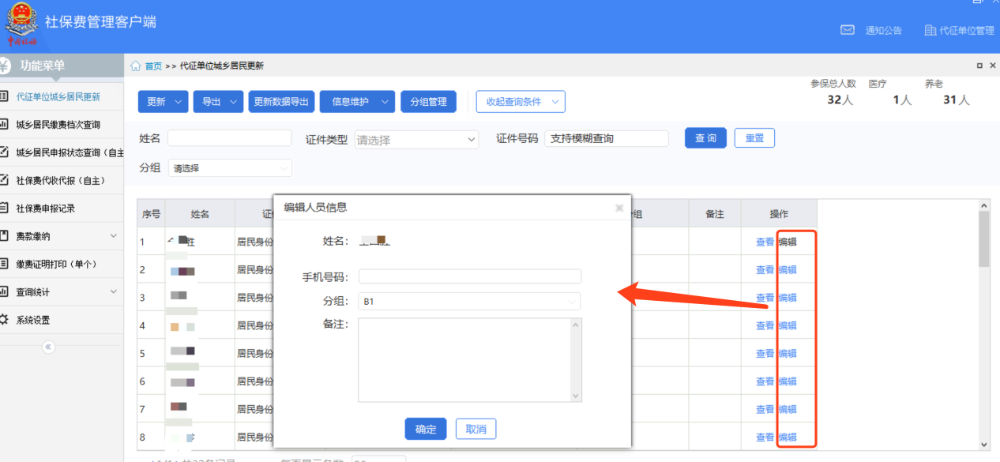 社保费管理客户端
中国税务
通知公告 代征单位管理
功能菜单
首页 >> 代征单位城乡居民更新
代征单位城乡居民更新
城乡居民缴费档次查询
城乡居民申报状态查询（自主
社保费代收代报（自主）
社保费申报记录
费款缴纳
缴费证明打印（单个）
查询统计
系统设置
参保总人数 医疗 养老
32人 1人 31人
更新 导出 更新数据导出 信息维护 分组管理 收起查询条件
姓名 证件类型 请选择 证件号码 支持模糊查询 查询 重置
分组 请选择
序号 姓名 组 备注 操作
1 胜 居民身份 查看 编辑
2 居民身份 查看 编辑
3 居民身份 查看 编辑
4 居民身份 查看 编辑
5 居民身份 查看 编辑
6 居民身份 查看 编辑
7 居民身份 查看 编辑
8 居民身份 查看 编辑
编辑人员信息
姓名：
手机号码：
分组： B1
备注：
确定 取消